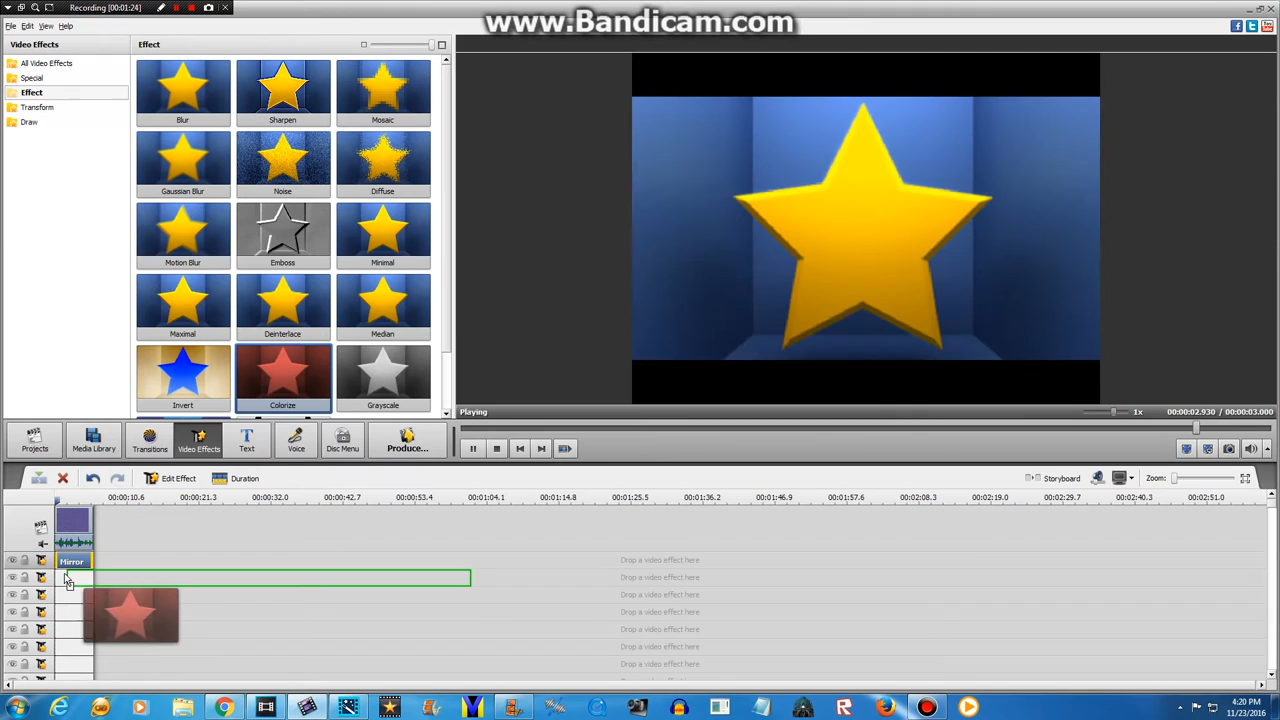 Recording [00:01:24]
www.Bandicam.com
File Edit View Help
Video Effects
Effect
All Video Effects
Special
Effect
Transform
Draw
Blur
Sharpen
Mosaic
Gaussian Blur
Noise
Diffuse
Motion Blur
Emboss
Minimal
Maximal
Deinterlace
Median
Invert
Colorize
Grayscale
Playing
1x
00:00:02.930 / 00:00:03.000
Projects
Media Library
Transitions
Video Effects
Text
Voice
Disc Menu
Produce...
Edit Effect
Duration
Storyboard
Zoom:
00:00:10.6 00:00:21.3 00:00:32.0 00:00:42.7 00:00:53.4 00:01:04.1 00:01:14.8 00:01:25.5 00:01:36.2 00:01:46.9 00:01:57.6 00:02:08.3 00:02:19.0 00:02:29.7 00:02:40.3 00:02:51.0
Mirror
Drop a video effect here
Drop a video effect here
Drop a video effect here
Drop a video effect here
Drop a video effect here
Drop a video effect here
Drop a video effect here
4:20 PM
11/23/2016